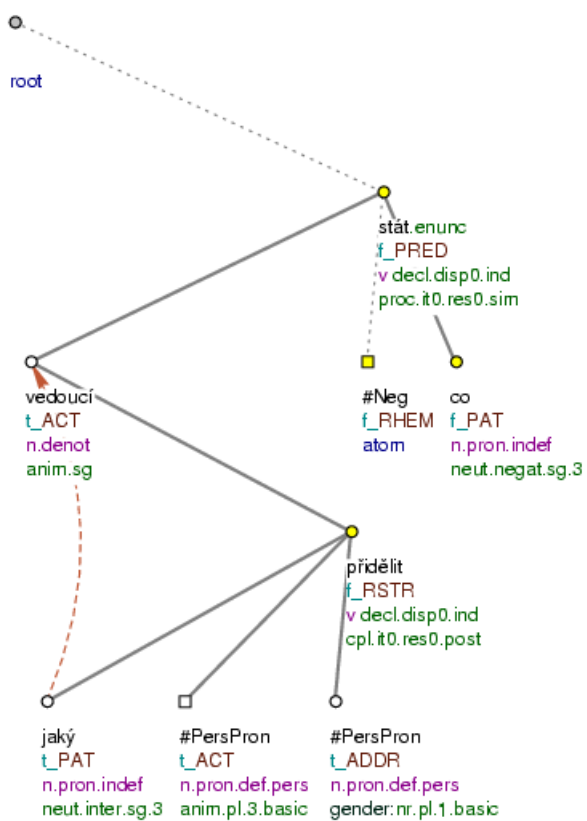 root
stát.enunc
f_PRED
v decl.disp0.ind
proc.it0.res0.sim
vedoucí
t_ACT
n.denot
anim.sg
#Neg
f_RHEM
atom
co
f_PAT
n.pron.indef
neut.negat.sg.3
přidělit
f_RSTR
v decl.disp0.ind
cpl.it0.res0.post
jaký
t_PAT
n.pron.indef
neut.inter.sg.3
#PersPron
t_ACT
n.pron.def.pers
anim.pl.3.basic
#PersPron
t_ADDR
n.pron.def.pers
gender:nr.pl.1.basic